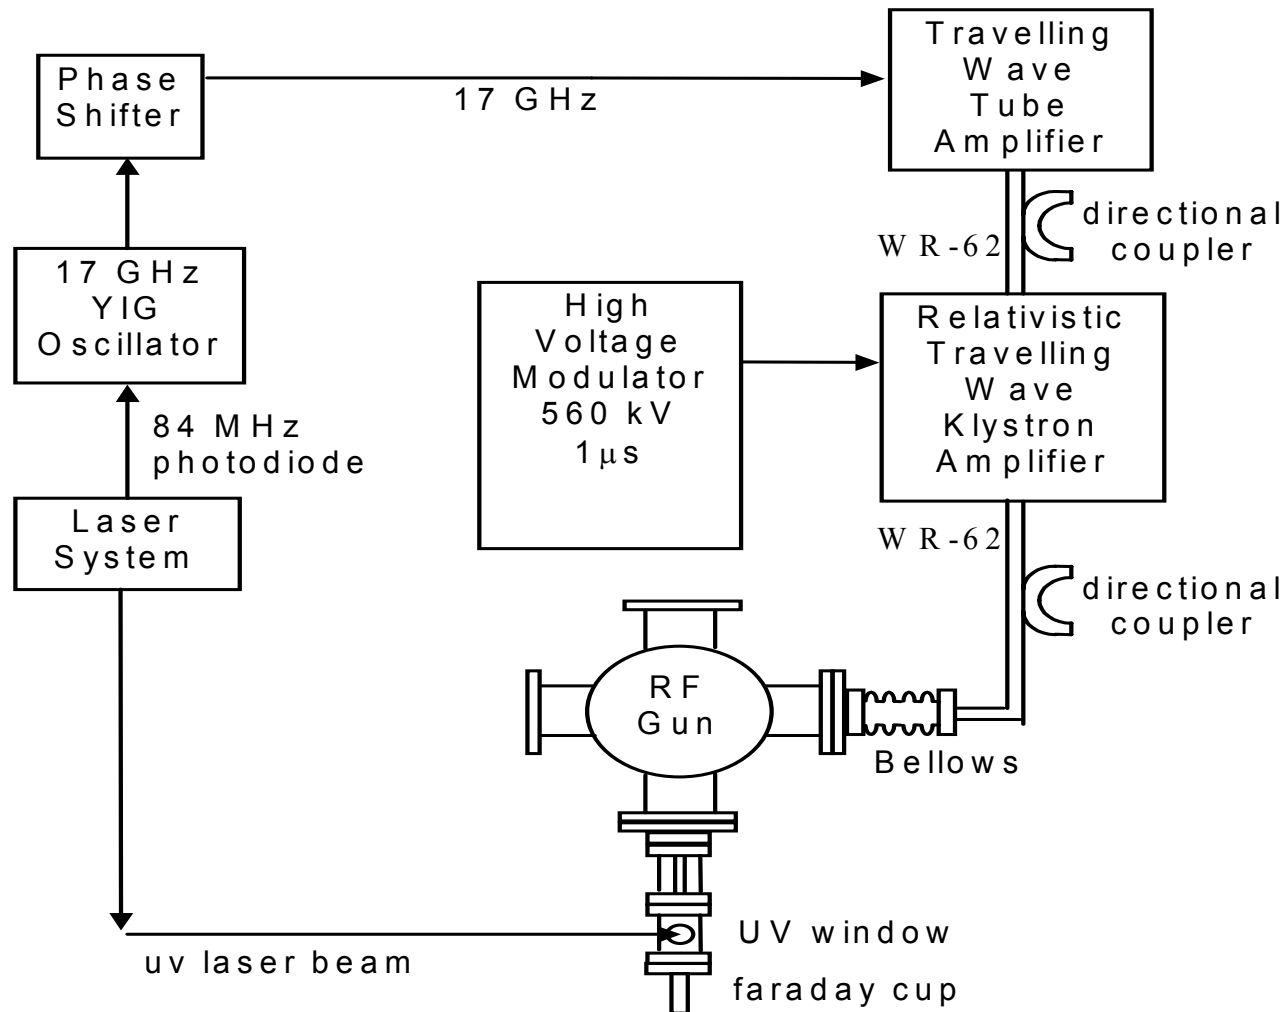 Travelling
Wave
Tube
Amplifier
Phase
Shifter
17 GHz
directional
coupler
WR-62
17 GHz
YIG
Oscillator
High
Voltage
Modulator
560 kV
1μs
Relativistic
Travelling
Wave
Klystron
Amplifier
84 MHz
photodiode
Laser
System
WR-62
directional
coupler
RF
Gun
Bellows
UV window
uv laser beam
faraday cup